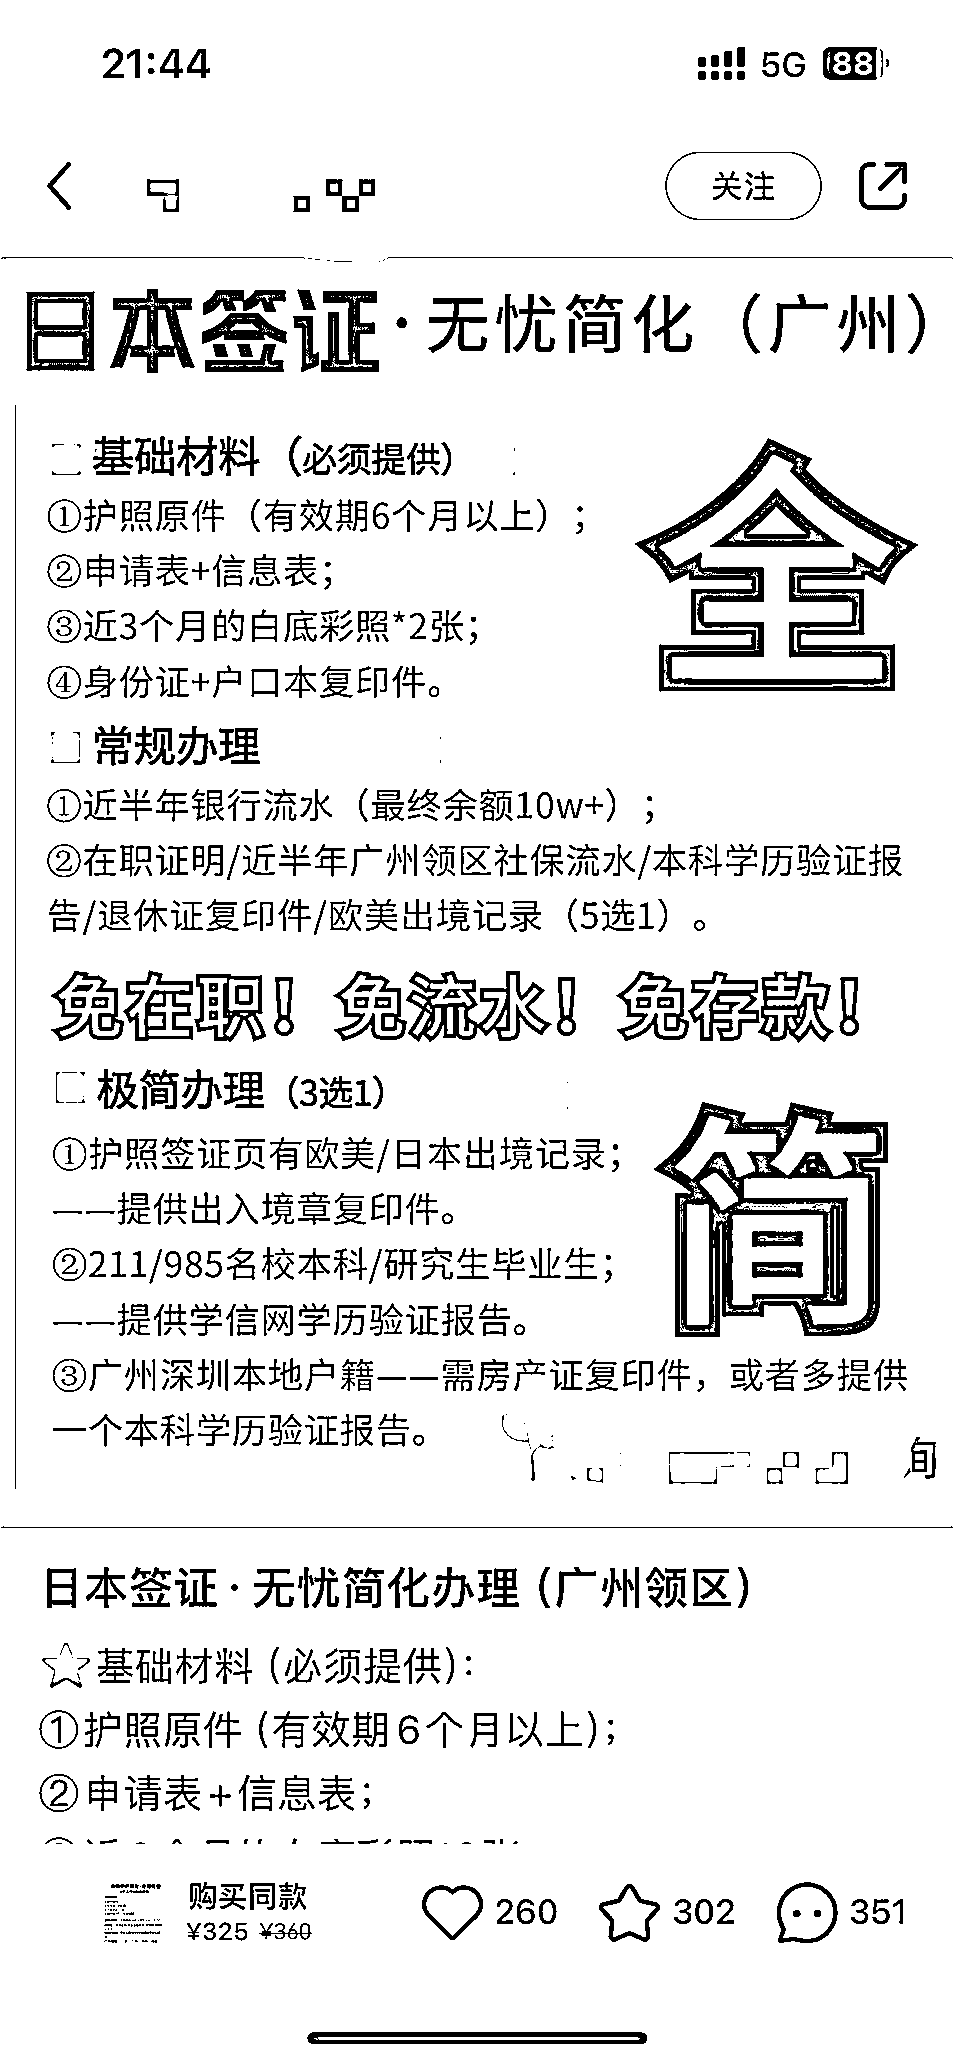 21:44
5G 88
关注
日本签证·无忧简化（广州）
基础材料（必须提供）
①护照原件（有效期6个月以上）；
②申请表+信息表；
③近3个月的白底彩照*2张；
④身份证+户口本复印件。
全
常规办理
①近半年银行流水（最终余额10w+）；
②在职证明/近半年广州领区社保流水/本科学历验证报
告/退休证复印件/欧美出境记录（5选1）。
免在职！免流水！免存款！
极简办理（3选1）
①护照签证页有欧美/日本出境记录；
——提供出入境章复印件。
②211/985名校本科/研究生毕业生；
——提供学信网学历验证报告。
简
③广州深圳本地户籍——需房产证复印件，或者多提供
一个本科学历验证报告。
日本签证·无忧简化办理（广州领区）
☆基础材料（必须提供）：
①护照原件（有效期6个月以上）；
②申请表+信息表；
购买同款
¥325 ¥360
260 302 351